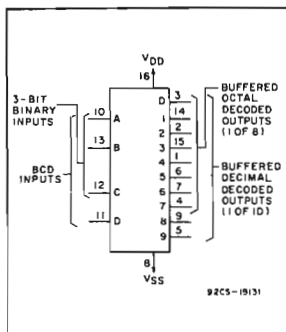 VDD
16
3-BIT
BINARY
INPUTS
BCD
INPUTS
10 A
13 B
12 C
11 D
0 3
1 14
2 2
3 15
4 1
5 6
6 7
7 4
8 9
9 5
BUFFERED
OCTAL
DECODED
OUTPUTS
(1 OF 8)
BUFFERED
DECIMAL
DECODED
OUTPUTS
(1 OF 10)
8
VSS
92CS-19131